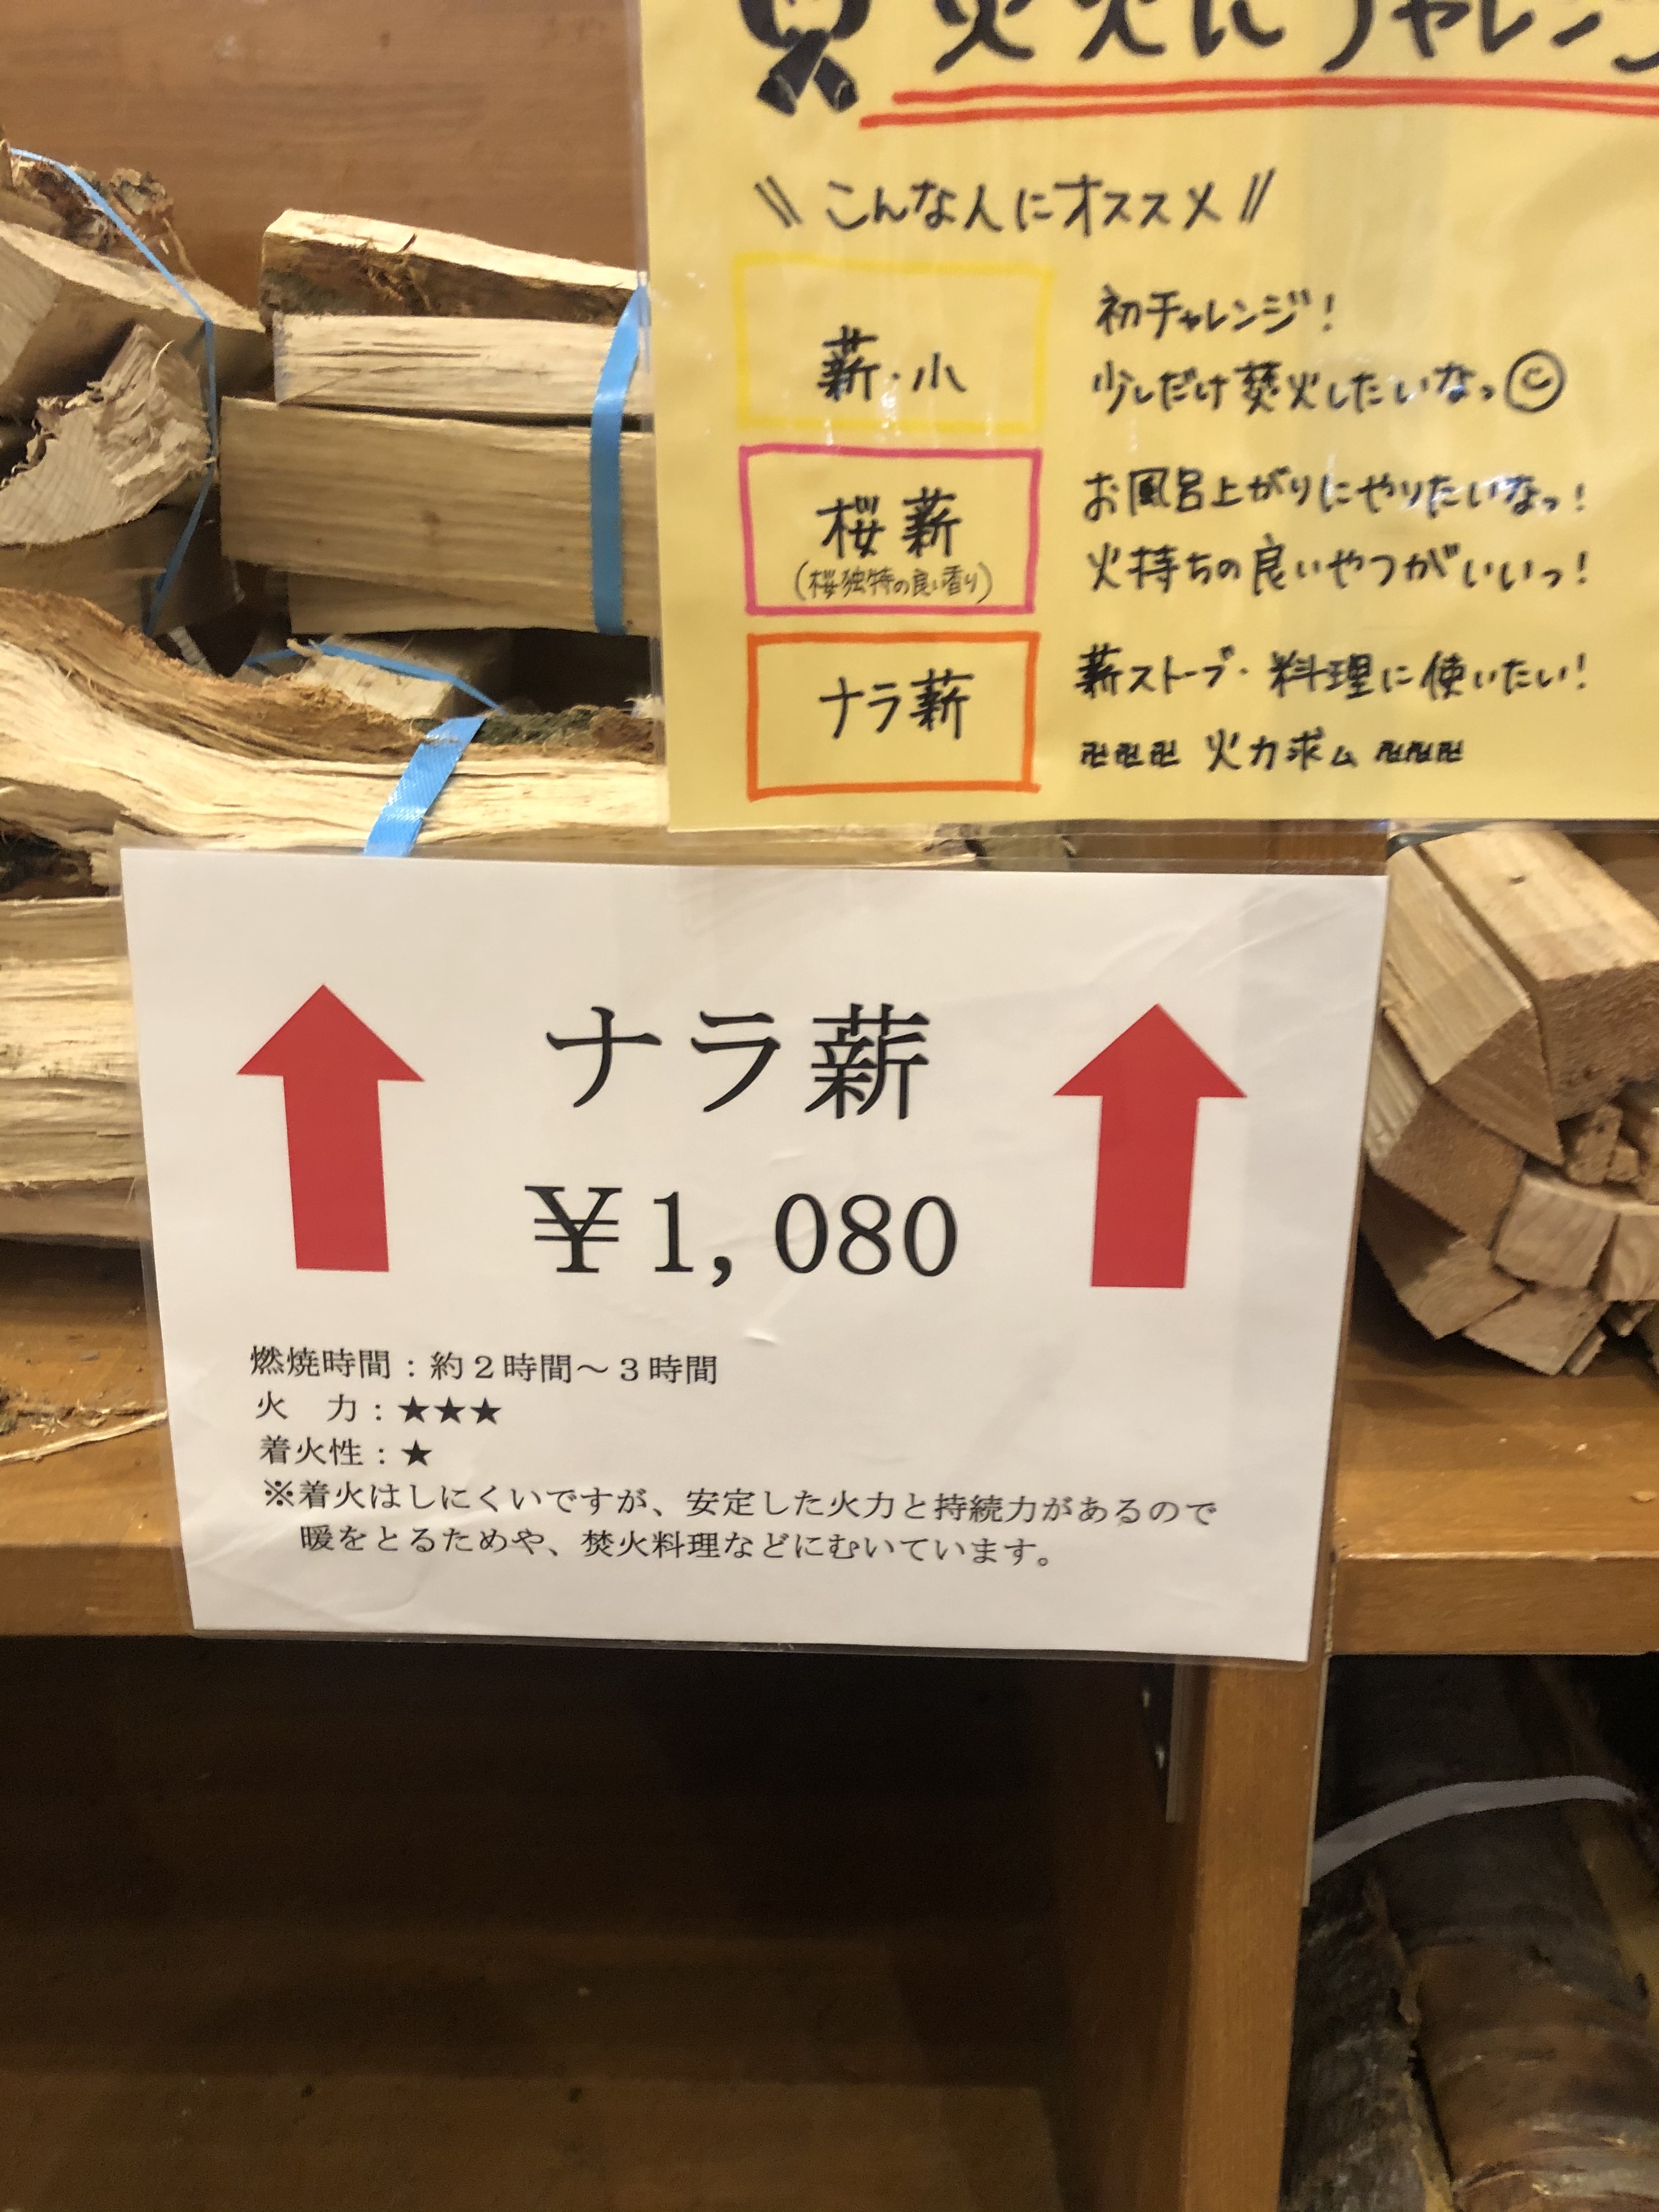 焚火にチャレンジ
\\ こんな人にオススメ //
薪・小
初チャレンジ!
少しだけ焚火したいなっ
桜薪
(桜独特の良い香り)
お風呂上がりにやりたいなっ!
火持ちの良いやつがいいっ!
ナラ薪
薪ストーブ・料理に使いたい!
卍卍卍 火力求ム 卍卍卍
ナラ薪
￥1,080
燃焼時間:約2時間～3時間
火　力:★★★
着火性:★
※着火はしにくいですが、安定した火力と持続力があるので
暖をとるためや、焚火料理などにむいています。